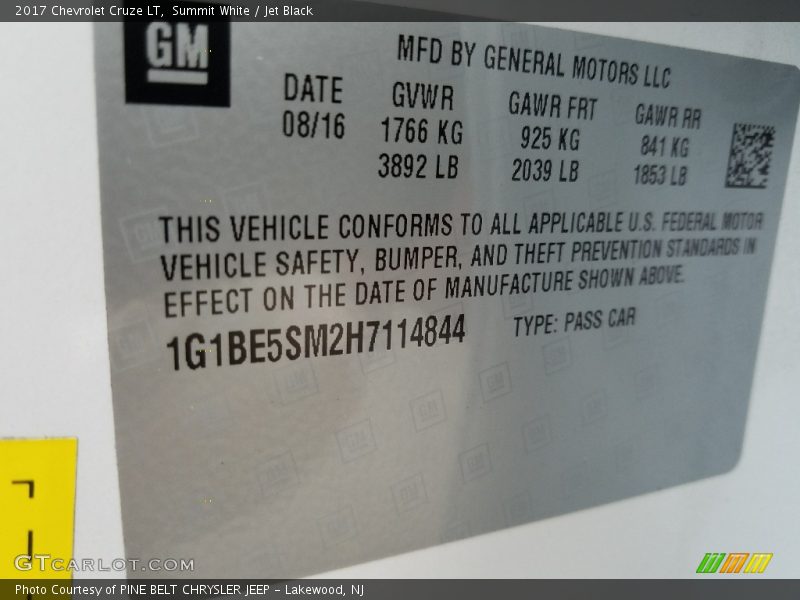 2017 Chevrolet Cruze LT, Summit White / Jet Black
GM
MFD BY GENERAL MOTORS LLC
DATE GVWR GAWR FRT GAWR RR
08/16 1766 KG 925 KG 841 KG
3892 LB 2039 LB 1853 LB
THIS VEHICLE CONFORMS TO ALL APPLICABLE U.S. FEDERAL MOTOR
VEHICLE SAFETY, BUMPER, AND THEFT PREVENTION STANDARDS IN
EFFECT ON THE DATE OF MANUFACTURE SHOWN ABOVE.
1G1BE5SM2H7114844 TYPE: PASS CAR
GTCARLOT.COM
Photo Courtesy of PINE BELT CHRYSLER JEEP - Lakewood, NJ